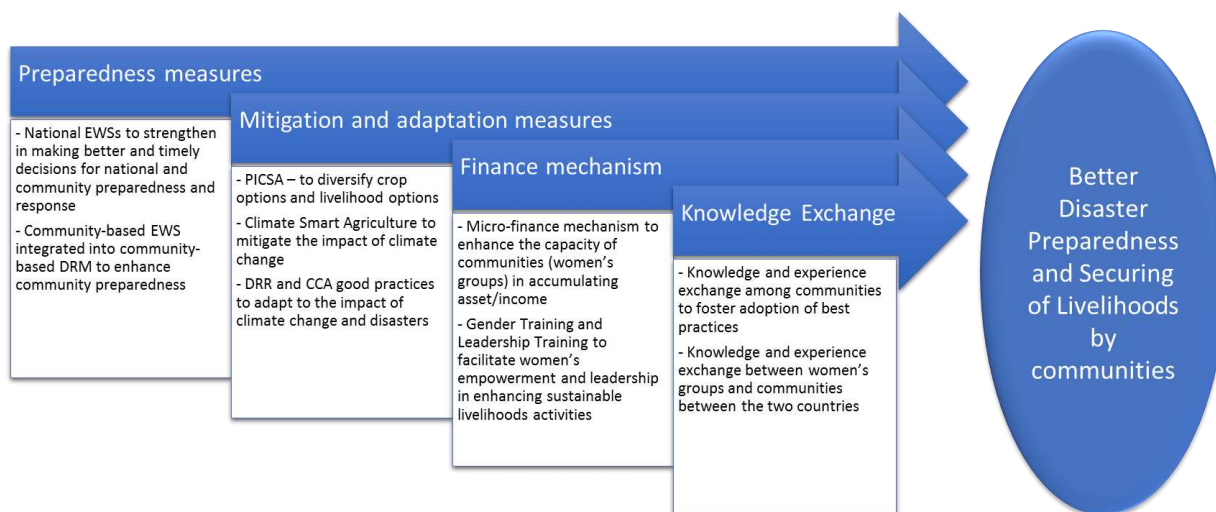 Preparedness measures
- National EWSs to strengthen
in making better and timely
decisions for national and
community preparedness and
response
- Community-based EWS
integrated into community-
based DRM to enhance
community preparedness
Mitigation and adaptation measures
- PICSA – to diversify crop
options and livelihood options
- Climate Smart Agriculture to
mitigate the impact of climate
change
- DRR and CCA good practices
to adapt to the impact of
climate change and disasters
Finance mechanism
- Micro-finance mechanism to
enhance the capacity of
communities (women's
groups) in accumulating
asset/income
- Gender Training and
Leadership Training to
facilitate women's
empowerment and leadership
in enhancing sustainable
livelihoods activities
Knowledge Exchange
- Knowledge and experience
exchange among communities
to foster adoption of best
practices
- Knowledge and experience
exchange between women's
groups and communities
between the two countries
Better
Disaster
Preparedness
and Securing
of Livelihoods
by
communities